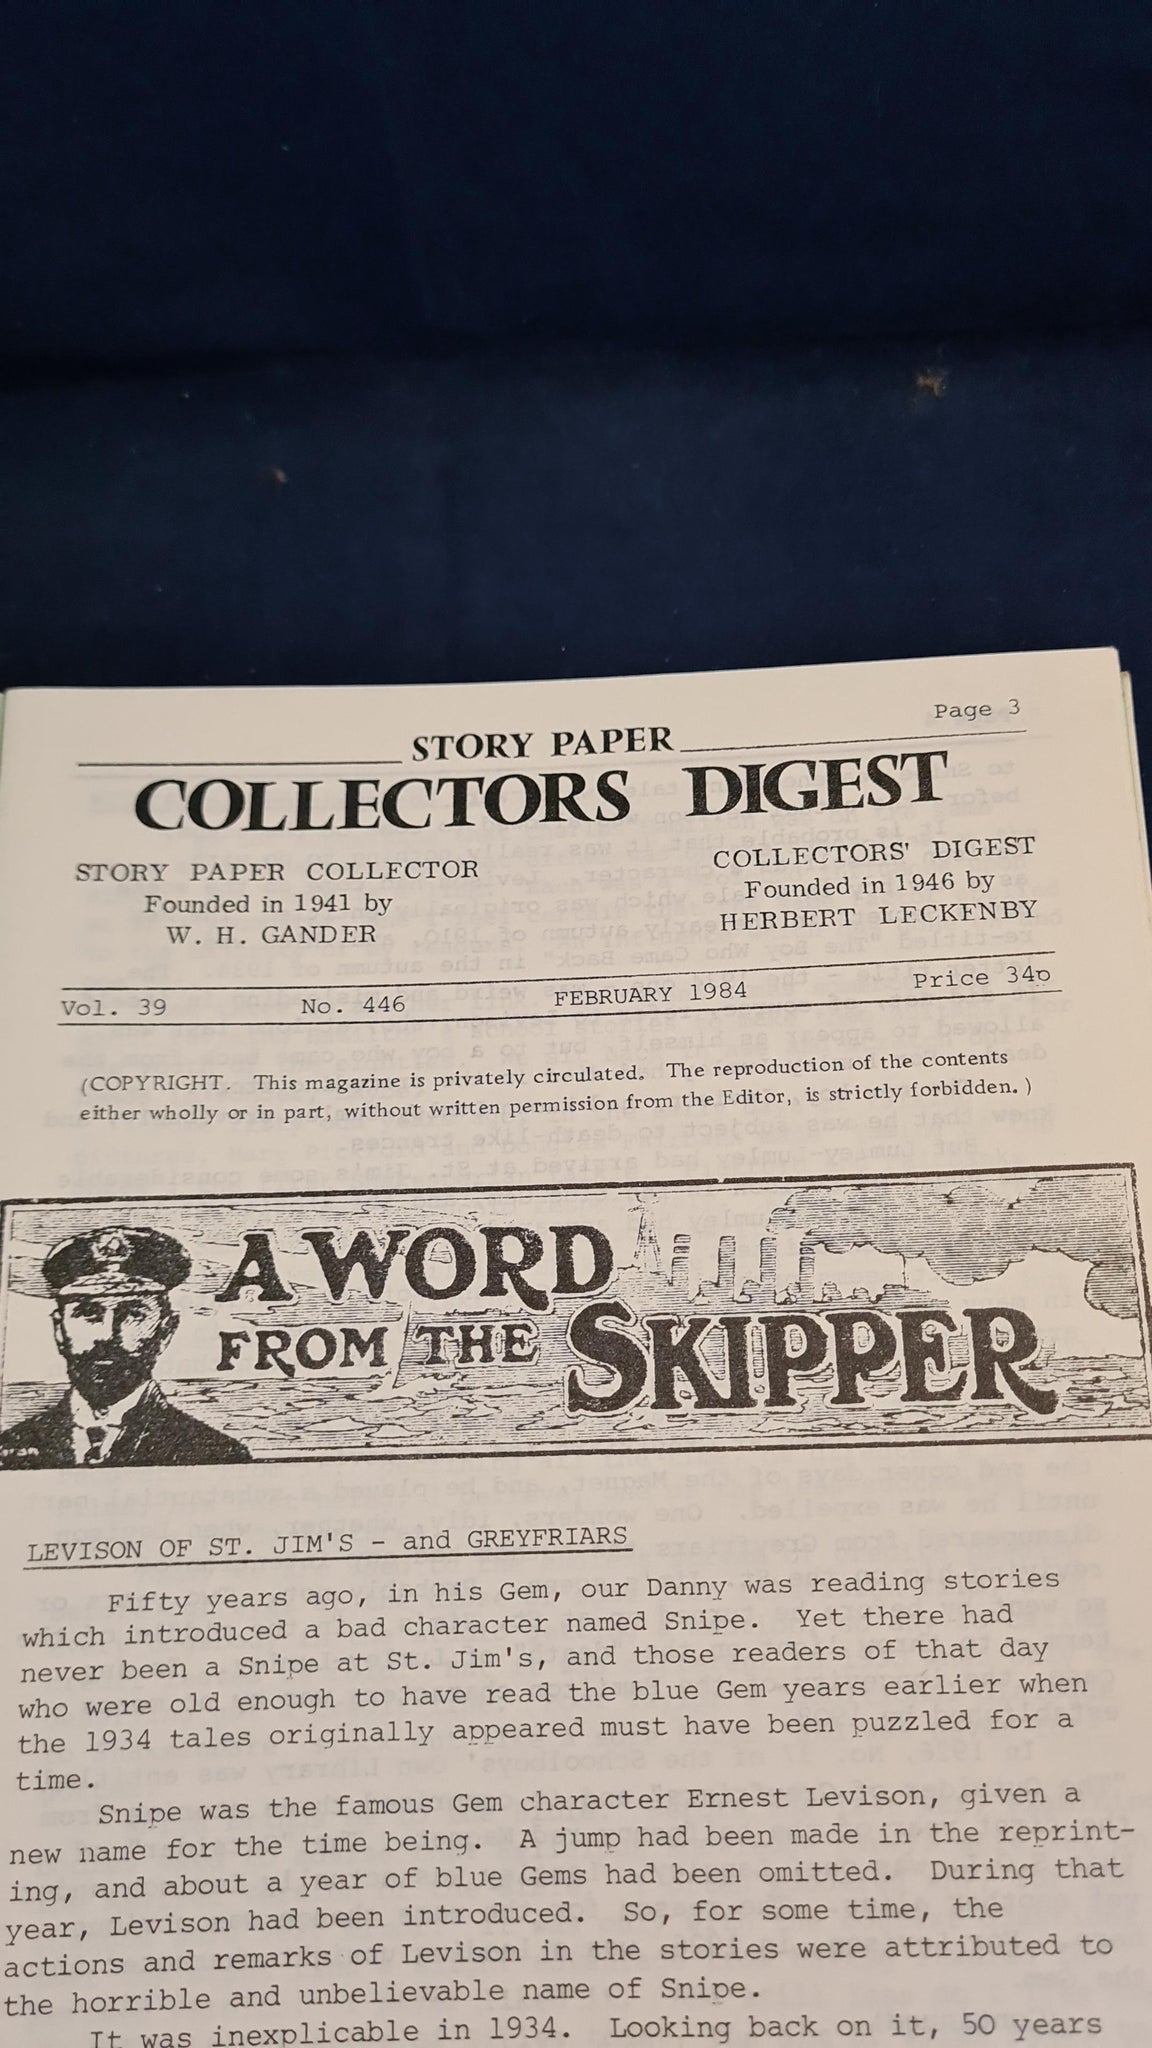 Page 3
STORY PAPER
COLLECTORS DIGEST
STORY PAPER COLLECTOR
Founded in 1941 by
W. H. GANDER
COLLECTORS' DIGEST
Founded in 1946 by
HERBERT LECKENBY
Vol. 39 No. 446 FEBRUARY 1984 Price 34p
(COPYRIGHT. This magazine is privately circulated. The reproduction of the contents
either wholly or in part, without written permission from the Editor, is strictly forbidden.)
A WORD
FROM THE SKIPPER
LEVISON OF ST. JIM'S - and GREYFRIARS
Fifty years ago, in his Gem, our Danny was reading stories
which introduced a bad character named Snipe. Yet there had
never been a Snipe at St. Jim's, and those readers of that day
who were old enough to have read the blue Gem years earlier when
the 1934 tales originally appeared must have been puzzled for a
time.
Snipe was the famous Gem character Ernest Levison, given a
new name for the time being. A jump had been made in the reprint-
ing, and about a year of blue Gems had been omitted. During that
year, Levison had been introduced. So, for some time, the
actions and remarks of Levison in the stories were attributed to
the horrible and unbelievable name of Snipe.
It was inexplicable in 1934. Looking back on it, 50 years